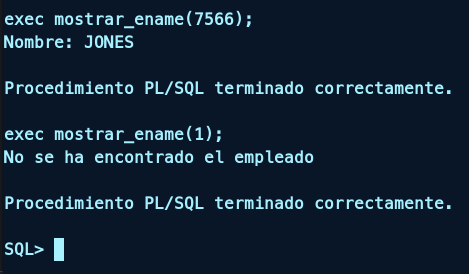 exec mostrar_ename(7566);
Nombre: JONES
Procedimiento PL/SQL terminado correctamente.
exec mostrar_ename(1);
No se ha encontrado el empleado
Procedimiento PL/SQL terminado correctamente.
SQL>